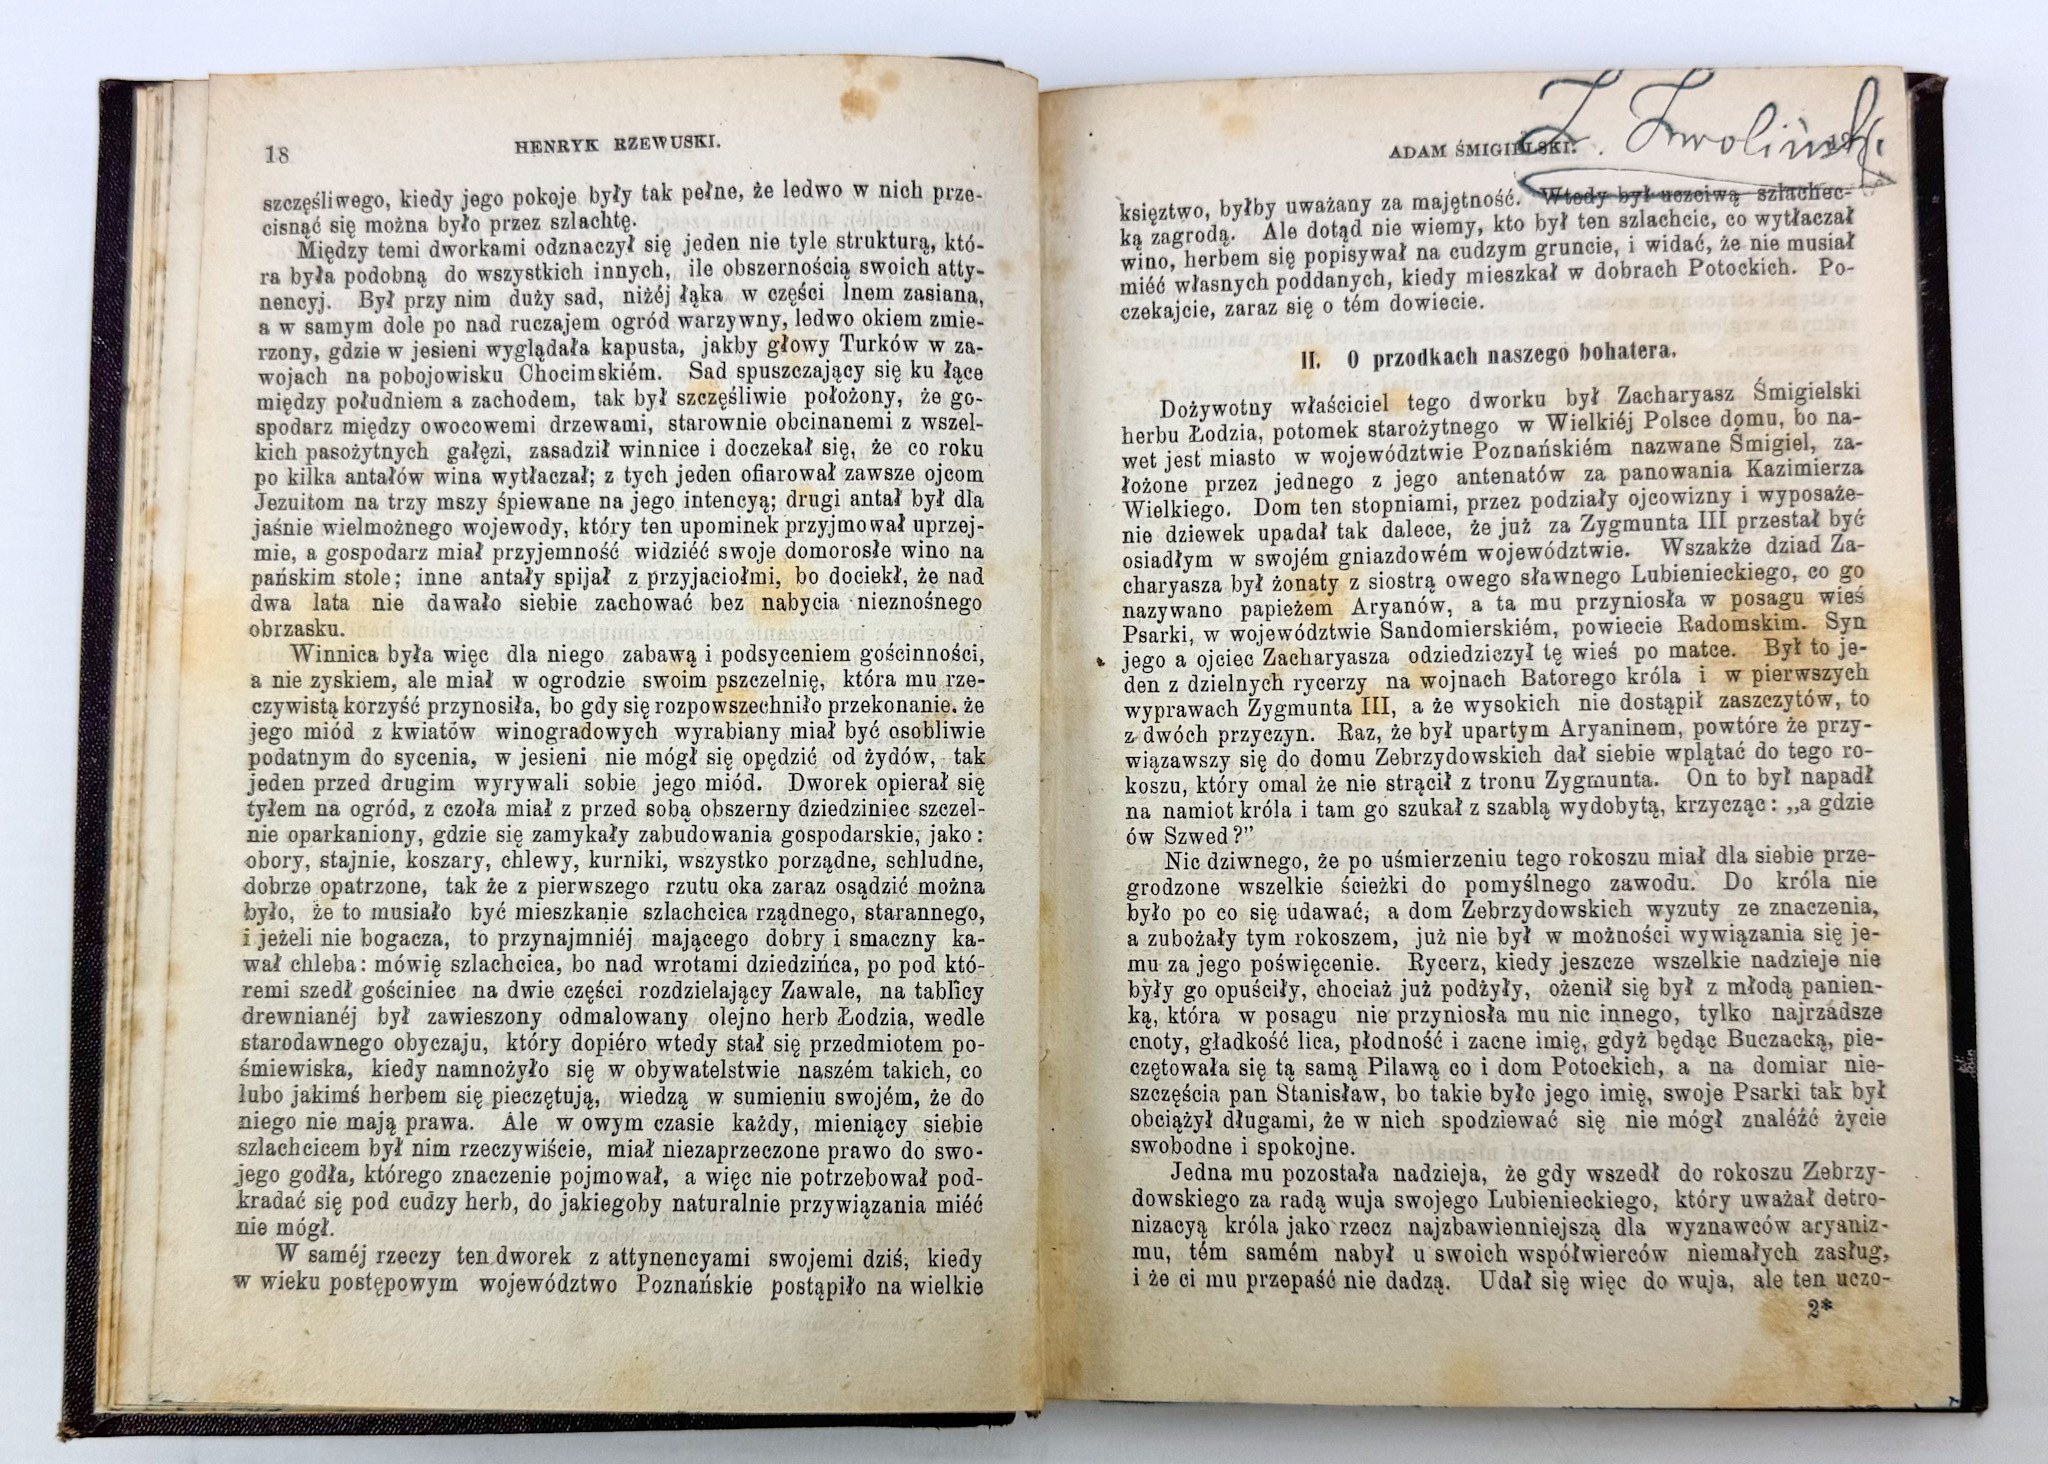 18
HENRYK RZEWUSKI.
szczęśliwego, kiedy jego pokoje były tak pełne, że ledwo w nich prze-
cisnąć się można było przez szlachtę.
Między temi dworkami odznaczył się jeden nie tyle strukturą, któ-
ra była podobną do wszystkich innych, ile obszernością swoich atty-
nencyj. Był przy nim duży sad, niżéj łąka w części lnem zasiana,
a w samym dole po nad ruczajem ogród warzywny, ledwo okiem zmie-
rzony, gdzie w jesieni wyglądała kapusta, jakby głowy Turków w za-
wojach na pobojowisku Chocimskiém. Sad spuszczający się ku łące
między południem a zachodem, tak był szczęśliwie położony, że go-
spodarz między owocowemi drzewami, starownie obcinanemi z wszel-
kich pasożytnych gałęzi, zasadził winnice i doczekał się, że co roku
po kilka antałów wina wytłaczał; z tych jeden ofiarował zawsze ojcom
Jezuitom na trzy mszy śpiewane na jego intencyą; drugi antał był dla
jaśnie wielmożnego wojewody, który ten upominek przyjmował uprzej-
mie, a gospodarz miał przyjemność widziéć swoje domorosłe wino na
pańskim stole; inne antały spijał z przyjaciołmi, bo dociekł, że nad
dwa lata nie dawało siebie zachować bez nabycia nieznośnego
obrzasku.
Winnica była więc dla niego zabawą i podsyceniem gościnności,
a nie zyskiem, ale miał w ogrodzie swoim pszczelnię, która mu rze-
czywistą korzyść przynosiła, bo gdy się rozpowszechniło przekonanie, że
jego miód z kwiatów winogradowych wyrabiany miał być osobliwie
podatnym do sycenia, w jesieni nie mógł się opędzić od żydów, tak
jeden przed drugim wyrywali sobie jego miód. Dworek opierał się
tyłem na ogród, z czoła miał z przed sobą obszerny dziedziniec szczel-
nie oparkaniony, gdzie się zamykały zabudowania gospodarskie, jako:
obory, stajnie, koszary, chlewy, kurniki, wszystko porządne, schludne,
dobrze opatrzone, tak że z pierwszego rzutu oka zaraz osądzić można
było, że to musiało być mieszkanie szlachcica rządnego, starannego,
i jeżeli nie bogacza, to przynajmniéj mającego dobry i smaczny ka-
wał chleba: mówię szlachcica, bo nad wrotami dziedzińca, po pod któ-
remi szedł gościniec na dwie części rozdzielający Zawale, na tablicy
drewnianéj był zawieszony odmalowany olejno herb Łodzia, wedle
starodawnego obyczaju, który dopiéro wtedy stał się przedmiotem po-
śmiewiska, kiedy namnożyło się w obywatelstwie naszém takich, co
lubo jakimś herbem się pieczętują, wiedzą w sumieniu swojém, że do
niego nie mają prawa. Ale w owym czasie każdy, mieniący siebie
szlachcicem był nim rzeczywiście, miał niezaprzeczone prawo do swo-
jego godła, którego znaczenie pojmował, a więc nie potrzebował pod-
kradać się pod cudzy herb, do jakiegoby naturalnie przywiązania miéć
nie mógł.
W saméj rzeczy ten dworek z attynencyami swojemi dziś, kiedy
w wieku postępowym województwo Poznańskie postąpiło na wielkie
Z. Zwoliński.
ADAM ŚMIGIELSKI.
księztwo, byłby uważany za majętność. Wtedy był uczciwą szlachec-
ką zagrodą. Ale dotąd nie wiemy, kto był ten szlachcic, co wytłaczał
wino, herbem się popisywał na cudzym gruncie, i widać, że nie musiał
miéć własnych poddanych, kiedy mieszkał w dobrach Potockich. Po-
czekajcie, zaraz się o tém dowiecie.
II. O przodkach naszego bohatera.
Dożywotny właściciel tego dworku był Zacharyasz Śmigielski
herbu Łodzia, potomek starożytnego w Wielkiéj Polsce domu, bo na-
wet jest miasto w województwie Poznańskiém nazwane Śmigiel, za-
łożone przez jednego z jego antenatów za panowania Kazimierza
Wielkiego. Dom ten stopniami, przez podziały ojcowizny i wyposaże-
nie dziewek upadał tak dalece, że już za Zygmunta III przestał być
osiadłym w swojém gniazdowém województwie. Wszakże dziad Za-
charyasza był żonaty z siostrą owego sławnego Lubienieckiego, co go
nazywano papieżem Aryanów, a ta mu przyniosła w posagu wieś
Psarki, w województwie Sandomierskiém, powiecie Radomskim. Syn
jego a ojciec Zacharyasza odziedziczył tę wieś po matce. Był to je-
den z dzielnych rycerzy na wojnach Batorego króla i w pierwszych
wyprawach Zygmunta III, a że wysokich nie dostąpił zaszczytów, to
z dwóch przyczyn. Raz, że był upartym Aryaninem, powtóre że przy-
wiązawszy się do domu Zebrzydowskich dał siebie wplątać do tego ro-
koszu, który omal że nie strącił z tronu Zygmunta. On to był napadł
na namiot króla i tam go szukał z szablą wydobytą, krzycząc: „a gdzie
ów Szwed?”
Nic dziwnego, że po uśmierzeniu tego rokoszu miał dla siebie prze-
grodzone wszelkie ścieżki do pomyślnego zawodu. Do króla nie
było po co się udawać, a dom Zebrzydowskich wyzuty ze znaczenia,
a zubożały tym rokoszem, już nie był w możności wywiązania się je-
mu za jego poświęcenie. Rycerz, kiedy jeszcze wszelkie nadzieje nie
były go opuściły, chociaż już podżyły, ożenił się był z młodą panien-
ką, która w posagu nie przyniosła mu nic innego, tylko najrzadsze
cnoty, gładkość lica, płodność i zacne imię, gdyż będąc Buczacką, pie-
czętowała się tą samą Pilawą co i dom Potockich, a na domiar nie-
szczęścia pan Stanisław, bo takie było jego imię, swoje Psarki tak był
obciążył długami, że w nich spodziewać się nie mógł znaléźć życie
swobodne i spokojne.
Jedna mu pozostała nadzieja, że gdy wszedł do rokoszu Zebrzy-
dowskiego za radą wuja swojego Lubienieckiego, który uważał detro-
nizacyą króla jako rzecz najzbawienniejszą dla wyznawców aryaniz-
mu, tém samém nabył u swoich współwierców niemałych zasług,
i że ci mu przepaść nie dadzą. Udał się więc do wuja, ale ten uczo-
2*